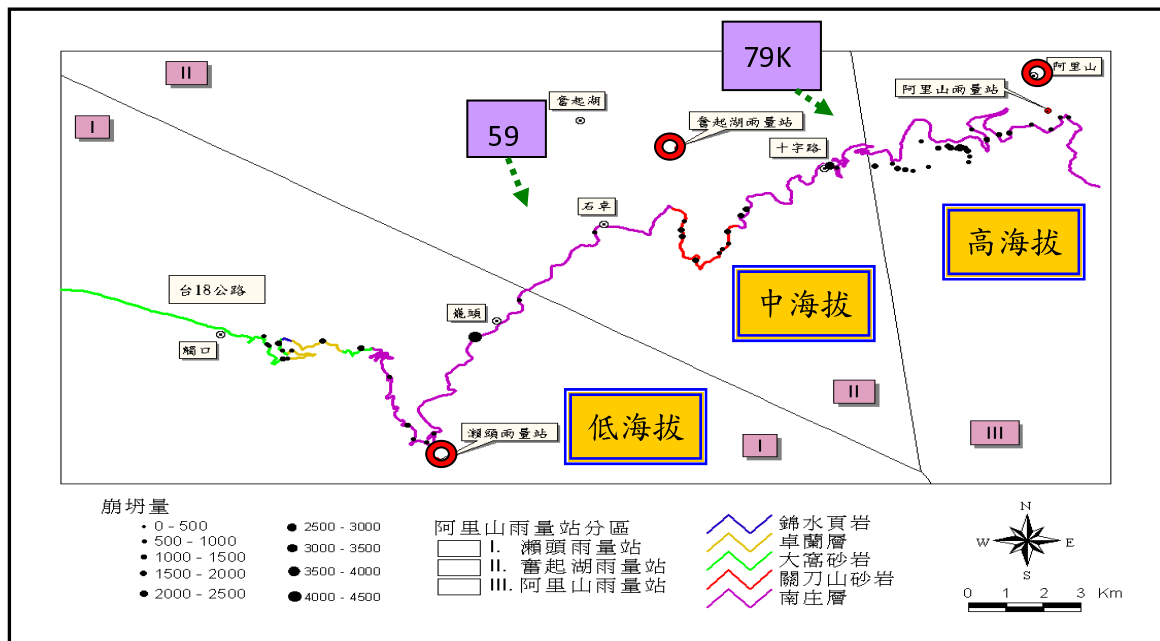 II
I
59
79K
奮起湖
奮起湖雨量站
阿里山
阿里山雨量站
十字路
石卓
高海拔
中海拔
台18公路
觸口
龍頭
低海拔
瀨頭雨量站
II
I
III
崩坍量
0 - 500
500 - 1000
1000 - 1500
1500 - 2000
2000 - 2500
2500 - 3000
3000 - 3500
3500 - 4000
4000 - 4500
阿里山雨量站分區
I. 瀨頭雨量站
II. 奮起湖雨量站
III. 阿里山雨量站
錦水頁岩
卓蘭層
大窩砂岩
關刀山砂岩
南庄層
N
W
E
S
0 1 2 3 Km